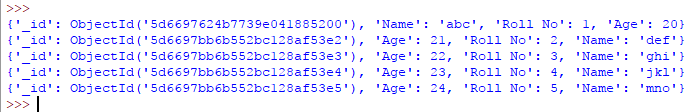 >>>
{'_id': ObjectId('5d6697624b7739e041885200'), 'Name': 'abc', 'Roll No': 1, 'Age': 20}
{'_id': ObjectId('5d6697bb6b552bc128af53e2'), 'Age': 21, 'Roll No': 2, 'Name': 'def'}
{'_id': ObjectId('5d6697bb6b552bc128af53e3'), 'Age': 22, 'Roll No': 3, 'Name': 'ghi'}
{'_id': ObjectId('5d6697bb6b552bc128af53e4'), 'Age': 23, 'Roll No': 4, 'Name': 'jkl'}
{'_id': ObjectId('5d6697bb6b552bc128af53e5'), 'Age': 24, 'Roll No': 5, 'Name': 'mno'}
>>>